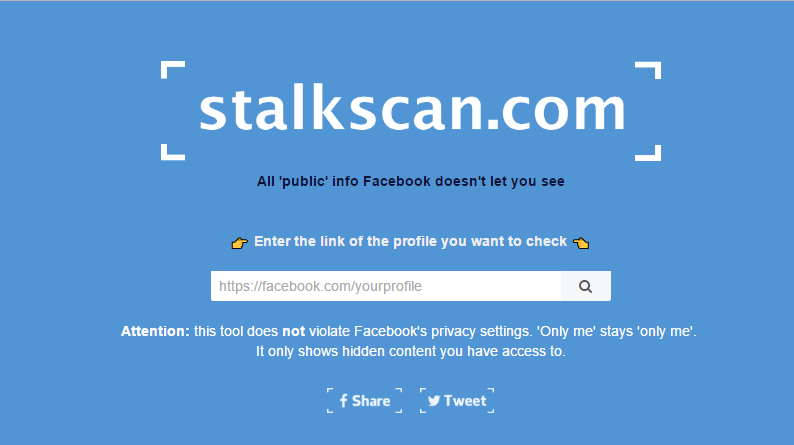 stalkscan.com
All 'public' info Facebook doesn't let you see
Enter the link of the profile you want to check
https://facebook.com/yourprofile
Attention: this tool does not violate Facebook's privacy settings. 'Only me' stays 'only me'.
It only shows hidden content you have access to.
Share Tweet